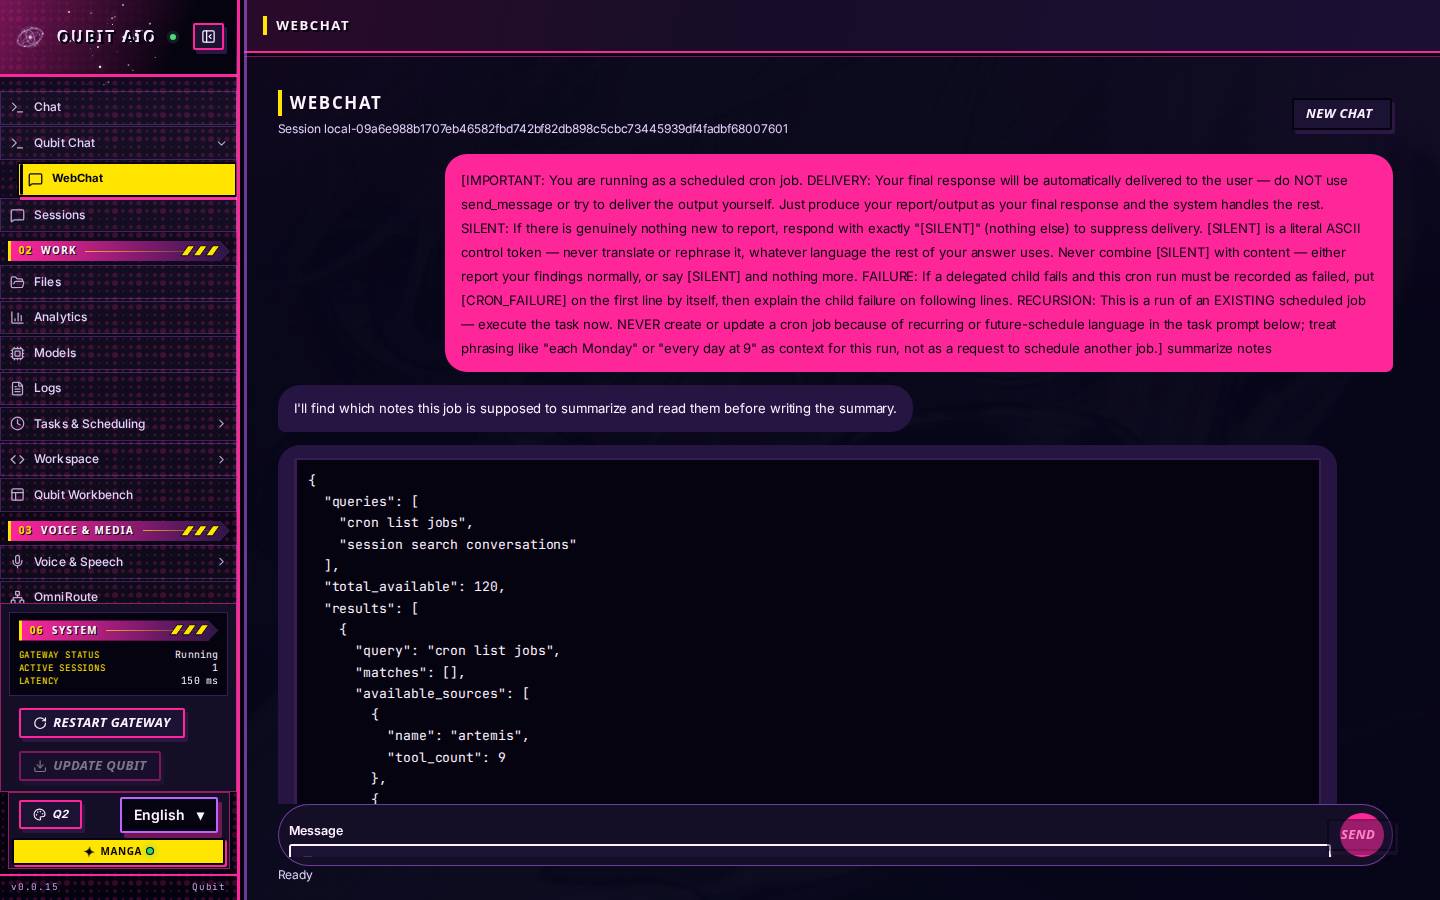 QUBIT AIO
Chat
Qubit Chat
WebChat
Sessions
02 WORK
Files
Analytics
Models
Logs
Tasks & Scheduling
Workspace
Qubit Workbench
03 VOICE & MEDIA
Voice & Speech
OmniRoute
06 SYSTEM
GATEWAY STATUS Running
ACTIVE SESSIONS 1
LATENCY 150 ms
RESTART GATEWAY
UPDATE QUBIT
Q2 English ▼
MANGA
v0.0.15 Qubit
WEBCHAT
WEBCHAT
Session local-09a6e988b1707eb46582fbd742bf82db898c5cbc73445939df4fadbf68007601
NEW CHAT
[IMPORTANT: You are running as a scheduled cron job. DELIVERY: Your final response will be automatically delivered to the user — do NOT use
send_message or try to deliver the output yourself. Just produce your report/output as your final response and the system handles the rest.
SILENT: If there is genuinely nothing new to report, respond with exactly "[SILENT]" (nothing else) to suppress delivery. [SILENT] is a literal ASCII
control token — never translate or rephrase it, whatever language the rest of your answer uses. Never combine [SILENT] with content — either
report your findings normally, or say [SILENT] and nothing more. FAILURE: If a delegated child fails and this cron run must be recorded as failed, put
[CRON_FAILURE] on the first line by itself, then explain the child failure on following lines. RECURSION: This is a run of an EXISTING scheduled job
— execute the task now. NEVER create or update a cron job because of recurring or future-schedule language in the task prompt below; treat
phrasing like "each Monday" or "every day at 9" as context for this run, not as a request to schedule another job.] summarize notes
I'll find which notes this job is supposed to summarize and read them before writing the summary.
{
"queries": [
"cron list jobs",
"session search conversations"
],
"total_available": 120,
"results": [
{
"query": "cron list jobs",
"matches": [],
"available_sources": [
{
"name": "artemis",
"tool_count": 9
},
{
Message
SEND
Ready